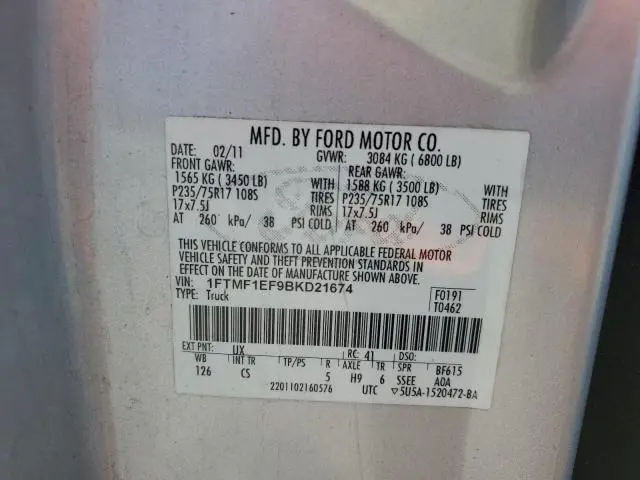 MFD. BY FORD MOTOR CO.
DATE: 02/11 GVWR: 3084 KG ( 6800 LB)
FRONT GAWR: REAR GAWR:
1565 KG ( 3450 LB) WITH 1588 KG ( 3500 LB) WITH
P235/75R17 108S TIRES P235/75R17 108S TIRES
17x7.5J RIMS 17x7.5J RIMS
AT 260 kPa/ 38 PSI COLD AT 260 kPa/ 38 PSI COLD
THIS VEHICLE CONFORMS TO ALL APPLICABLE FEDERAL MOTOR
VEHICLE SAFETY AND THEFT PREVENTION STANDARDS IN
EFFECT ON THE DATE OF MANUFACTURE SHOWN ABOVE.
VIN: 1FTMF1EF9BKD21674 F0191
TYPE: Truck T0462
EXT PNT: UX RC: 41 DSO:
WB INT TR TP/PS R AXLE TR SPR BF615
126 CS 5 H9 6 SSEE AOA
2201102160576 UTC ▽5U5A-1520472-BA